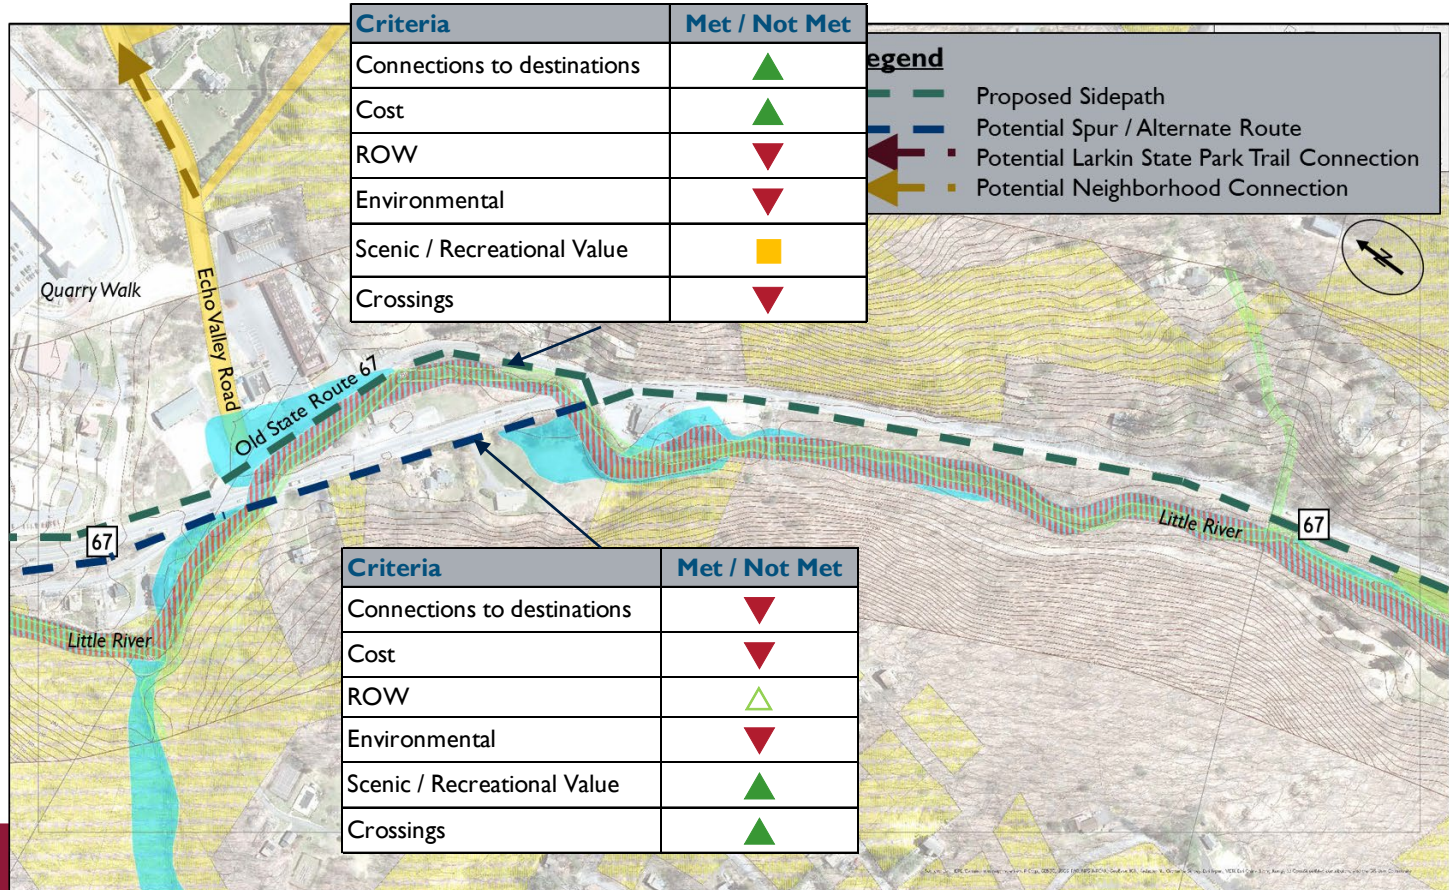 Criteria Met / Not Met
Connections to destinations
Cost
ROW
Environmental
Scenic / Recreational Value
Crossings
egend
Proposed Sidepath
Potential Spur / Alternate Route
Potential Larkin State Park Trail Connection
Potential Neighborhood Connection
N
Quarry Walk
Echo Valley Road
Old State Route 67
67
Little River
67
Little River
Criteria Met / Not Met
Connections to destinations
Cost
ROW
Environmental
Scenic / Recreational Value
Crossings